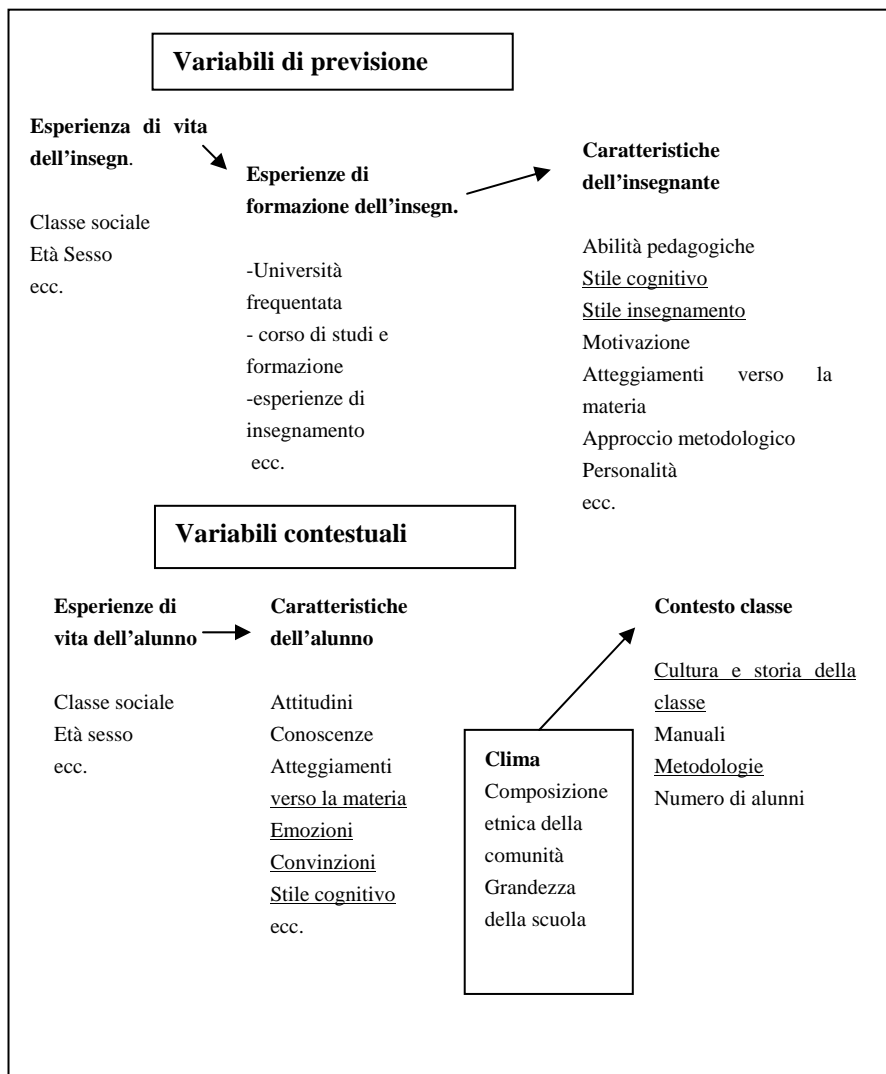 Variabili di previsione
Esperienza di vita
dell’insegn.
Classe sociale
Età Sesso
ecc.
Esperienze di
formazione dell’insegn.
-Università
frequentata
- corso di studi e
formazione
-esperienze di
insegnamento
ecc.
Caratteristiche
dell’insegnante
Abilità pedagogiche
Stile cognitivo
Stile insegnamento
Motivazione
Atteggiamenti verso la
materia
Approccio metodologico
Personalità
ecc.
Variabili contestuali
Esperienze di
vita dell’alunno
Classe sociale
Età sesso
ecc.
Caratteristiche
dell’alunno
Attitudini
Conoscenze
Atteggiamenti
verso la materia
Emozioni
Convinzioni
Stile cognitivo
ecc.
Clima
Composizione
etnica della
comunità
Grandezza
della scuola
Contesto classe
Cultura e storia della
classe
Manuali
Metodologie
Numero di alunni